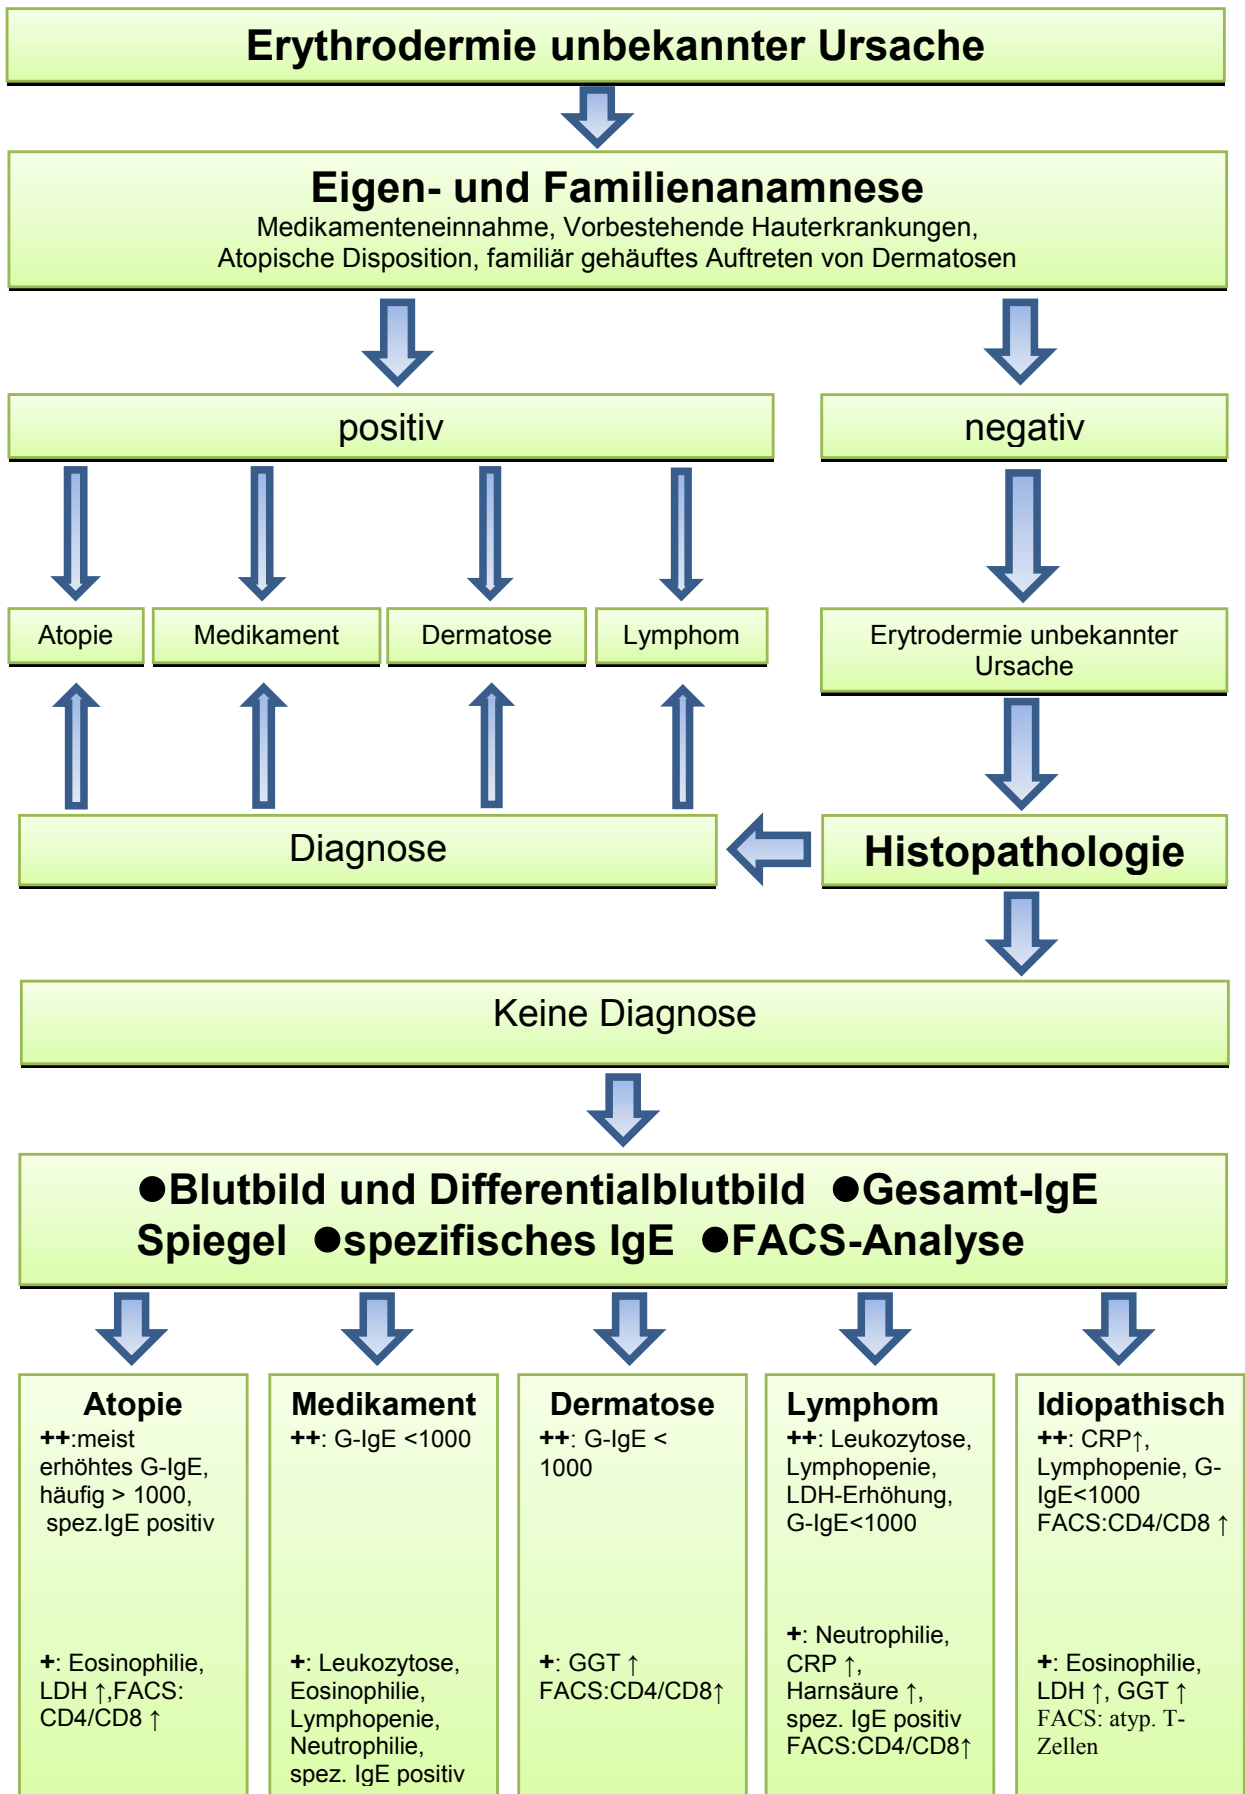 Erythrodermie unbekannter Ursache
Eigen- und Familienanamnese
Medikamenteneinnahme, Vorbestehende Hauterkrankungen,
Atopische Disposition, familiär gehäuftes Auftreten von Dermatosen
positiv
negativ
Atopie
Medikament
Dermatose
Lymphom
Erytrodermie unbekannter
Ursache
Diagnose
Histopathologie
Keine Diagnose
●Blutbild und Differentialblutbild ●Gesamt-IgE
Spiegel ●spezifisches IgE ●FACS-Analyse
Atopie
++:meist
erhöhtes G-IgE,
häufig > 1000,
spez.IgE positiv
+: Eosinophilie,
LDH ↑,FACS:
CD4/CD8 ↑
Medikament
++: G-IgE <1000
+: Leukozytose,
Eosinophilie,
Lymphopenie,
Neutrophilie,
spez. IgE positiv
Dermatose
++: G-IgE <
1000
+: GGT ↑
FACS:CD4/CD8↑
Lymphom
++: Leukozytose,
Lymphopenie,
LDH-Erhöhung,
G-IgE<1000
+: Neutrophilie,
CRP ↑,
Harnsäure ↑,
spez. IgE positiv
FACS:CD4/CD8↑
Idiopathisch
++: CRP↑,
Lymphopenie, G-
IgE<1000
FACS:CD4/CD8 ↑
+: Eosinophilie,
LDH ↑, GGT ↑
FACS: atyp. T-
Zellen